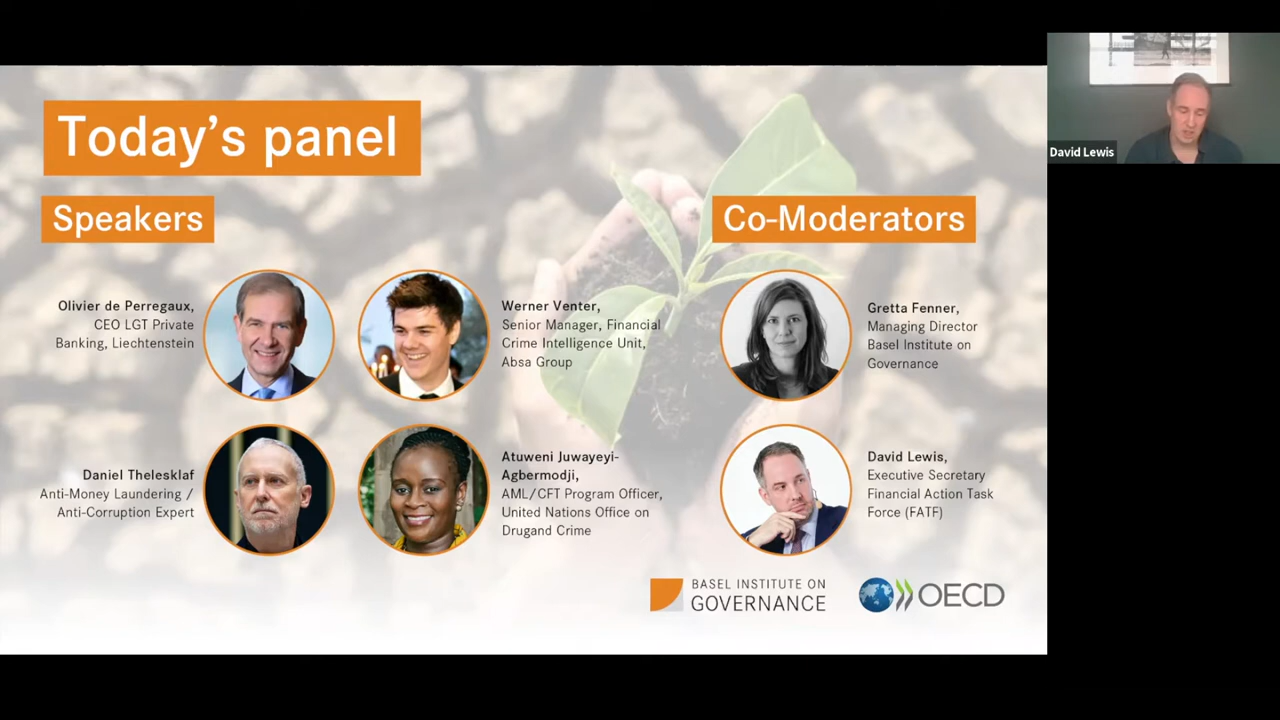 Today's panel
Speakers
Co-Moderators
Olivier de Perregaux,
CEO LGT Private
Banking, Liechtenstein
Werner Venter,
Senior Manager, Financial
Crime Intelligence Unit,
Absa Group
Gretta Fenner,
Managing Director
Basel Institute on
Governance
Daniel Thelesklaf
Anti-Money Laundering /
Anti-Corruption Expert
Atuweni Juwayeyi-
Agbermodji,
AML/CFT Program Officer,
United Nations Office on
Drugand Crime
David Lewis,
Executive Secretary
Financial Action Task
Force (FATF)
BASEL INSTITUTE ON
GOVERNANCE
OECD
David Lewis